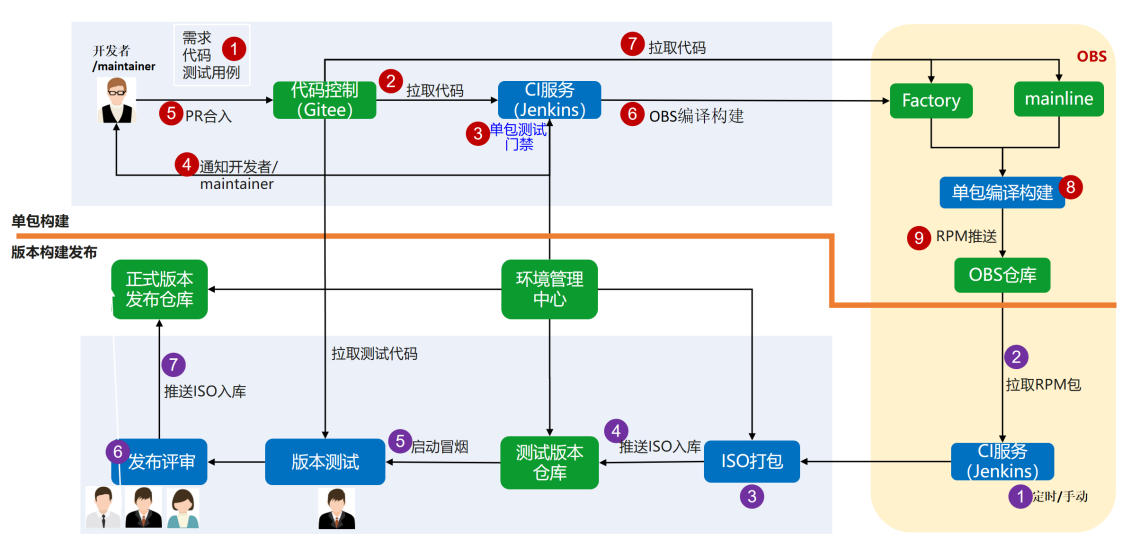 需求
代码
测试用例
1
开发者
/maintainer
7
拉取代码
OBS
代码控制
（Gitee）
2
拉取代码
CI服务
（Jenkins）
Factory
mainline
5
PR合入
6
OBS编译构建
3
单包测试
门禁
4
通知开发者/
maintainer
单包编译构建
8
单包构建
9
RPM推送
版本构建发布
正式版本
发布仓库
环境管理
中心
OBS仓库
拉取测试代码
7
推送ISO入库
2
拉取RPM包
6
发布评审
版本测试
5
启动冒烟
测试版本
仓库
4
推送ISO入库
ISO打包
3
CI服务
（Jenkins）
1
定时/手动